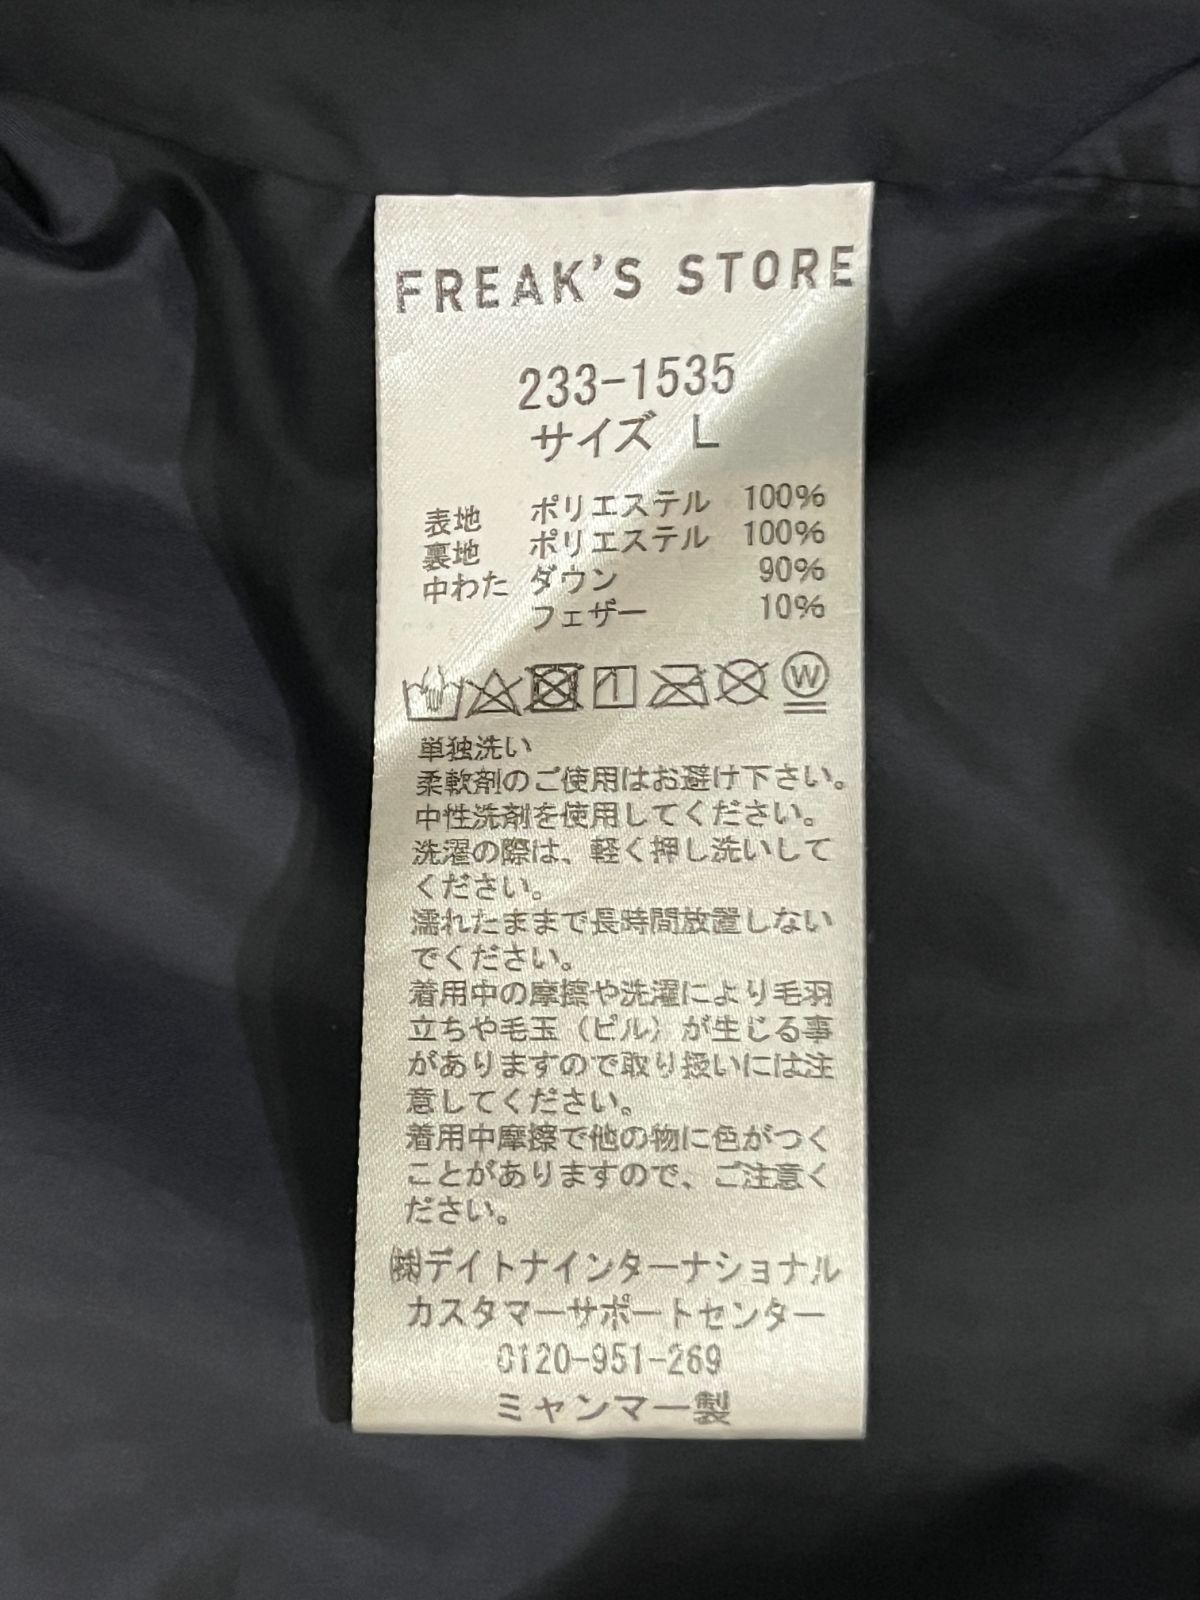 FREAK'S STORE
233-1535
サイズ L
表地 ポリエステル 100%
裏地 ポリエステル 100%
中わた ダウン 90%
フェザー 10%
W
単独洗い
柔軟剤のご使用はお避け下さい。
中性洗剤を使用してください。
洗濯の際は、軽く押し洗いして
ください。
濡れたままで長時間放置しない
でください。
着用中の摩擦や洗濯により毛羽
立ちや毛玉（ピル）が生じる事
がありますので取り扱いには注
意してください。
着用中摩擦で他の物に色がつく
ことがありますので、ご注意く
ださい。
㈱デイトナインターナショナル
カスタマーサポートセンター
0120-951-269
ミャンマー製